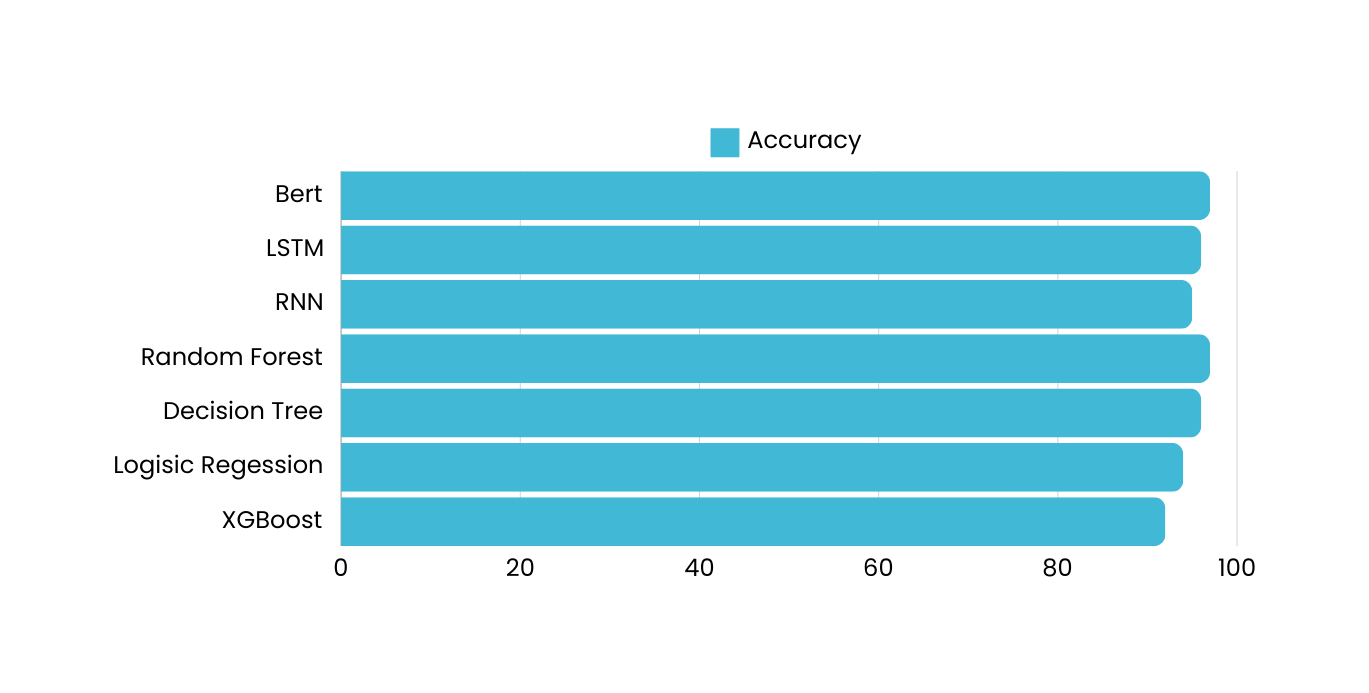 Accuracy
Bert
LSTM
RNN
Random Forest
Decision Tree
Logisic Regession
XGBoost
0 20 40 60 80 100